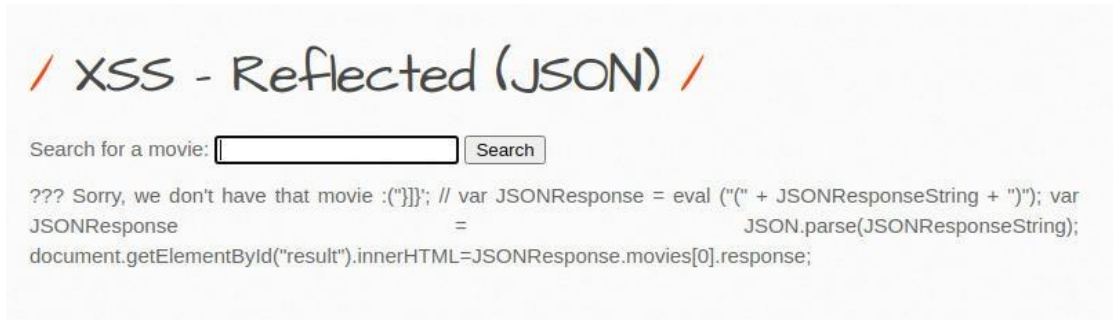 / XSS - Reflected (JSON) /
Search for a movie: Search
??? Sorry, we don't have that movie :("}]}'; // var JSONResponse = eval ("(" + JSONResponseString + ")"); var
JSONResponse = JSON.parse(JSONResponseString);
document.getElementById("result").innerHTML=JSONResponse.movies[0].response;